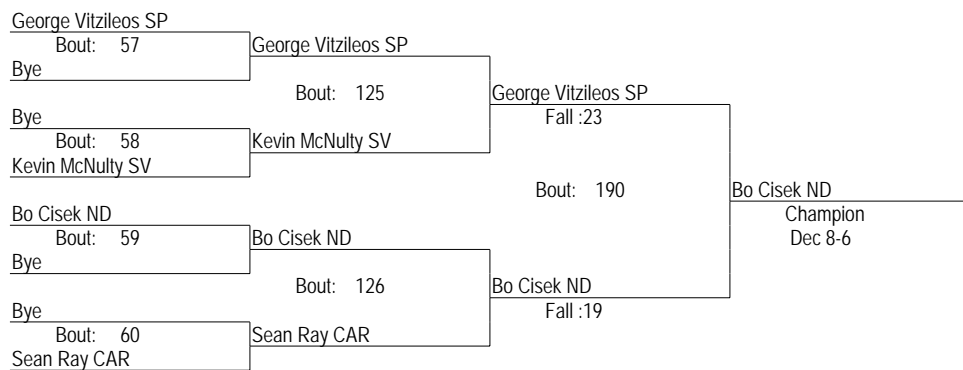 George Vitzileos SP
Bout: 57
Bye
George Vitzileos SP
Bout: 125
Bye
Bout: 58
Kevin McNulty SV
Kevin McNulty SV
George Vitzileos SP
Fall :23
Bout: 190
Bo Cisek ND
Bout: 59
Bye
Bo Cisek ND
Bout: 126
Bye
Bout: 60
Sean Ray CAR
Sean Ray CAR
Bo Cisek ND
Fall :19
Bo Cisek ND
Champion
Dec 8-6